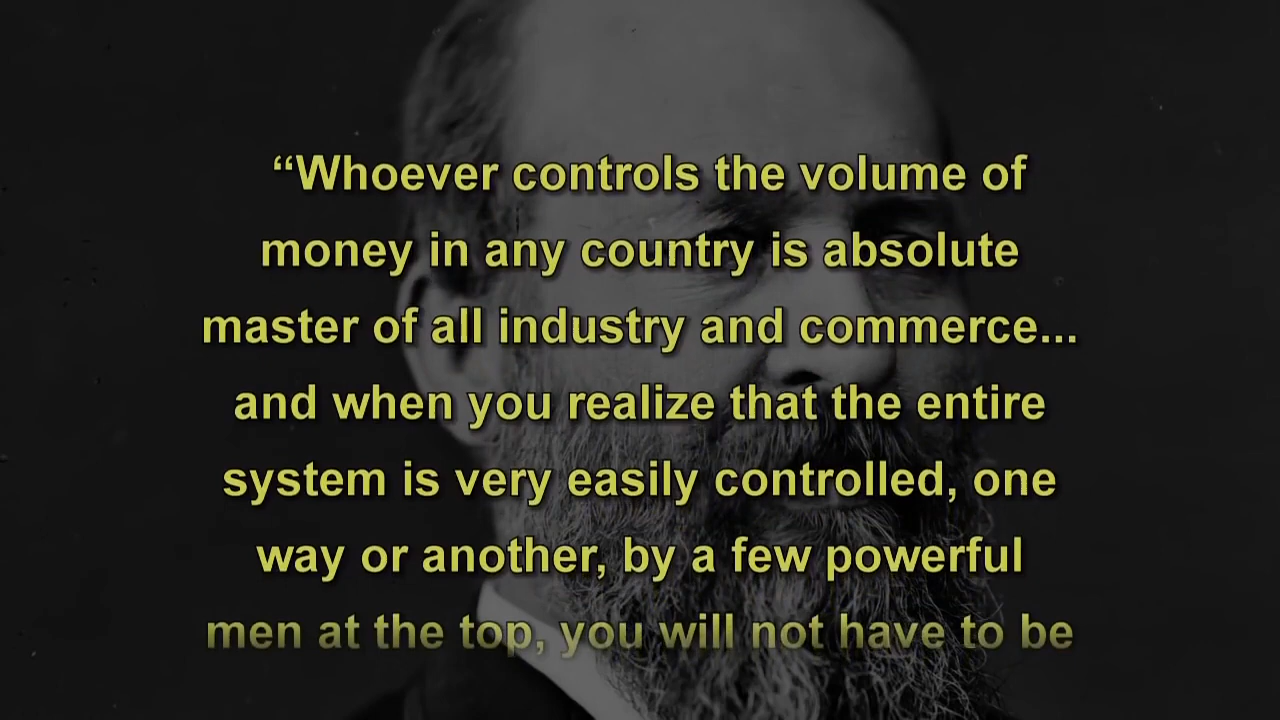 “Whoever controls the volume of
money in any country is absolute
master of all industry and commerce...
and when you realize that the entire
system is very easily controlled, one
way or another, by a few powerful
men at the top, you will not have to be